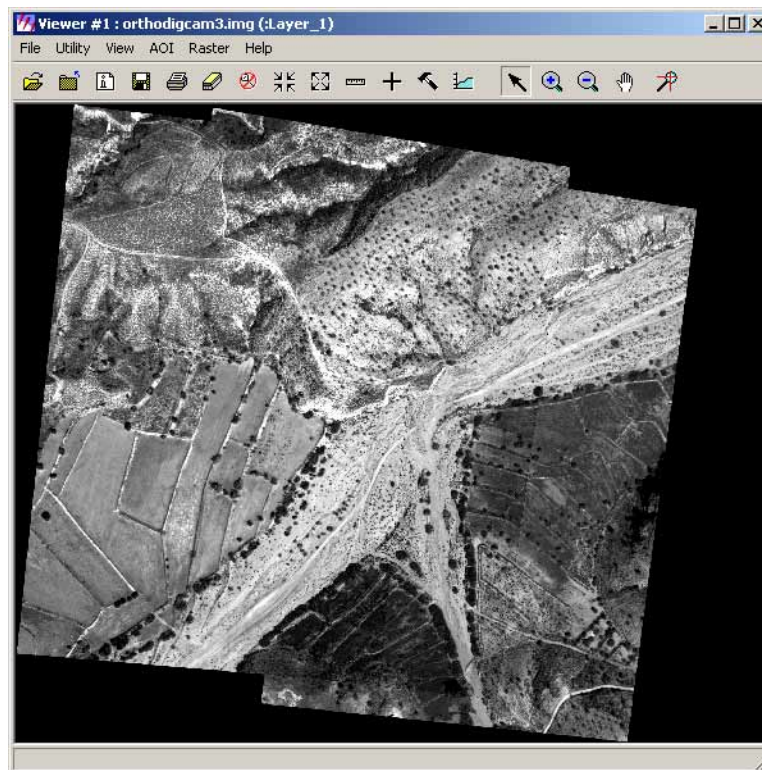 Viewer #1 : orthodigcam3.img (:Layer_1)
File Utility View AOI Raster Help